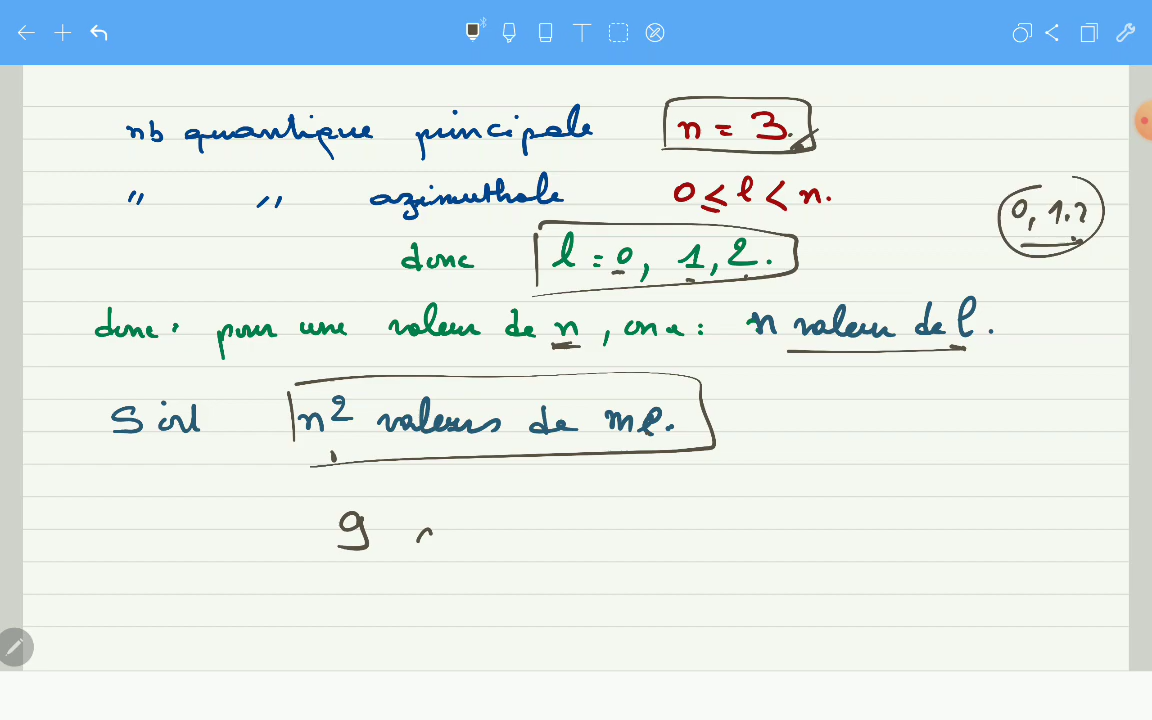 nb quantique principale n = 3.
" " azimuthale 0 ≤ l < n.
0, 1, 2
donc l = 0, 1, 2.
donc : pour une valeur de n, on a : n valeur de l.
Soit n² valeurs de ml.
9